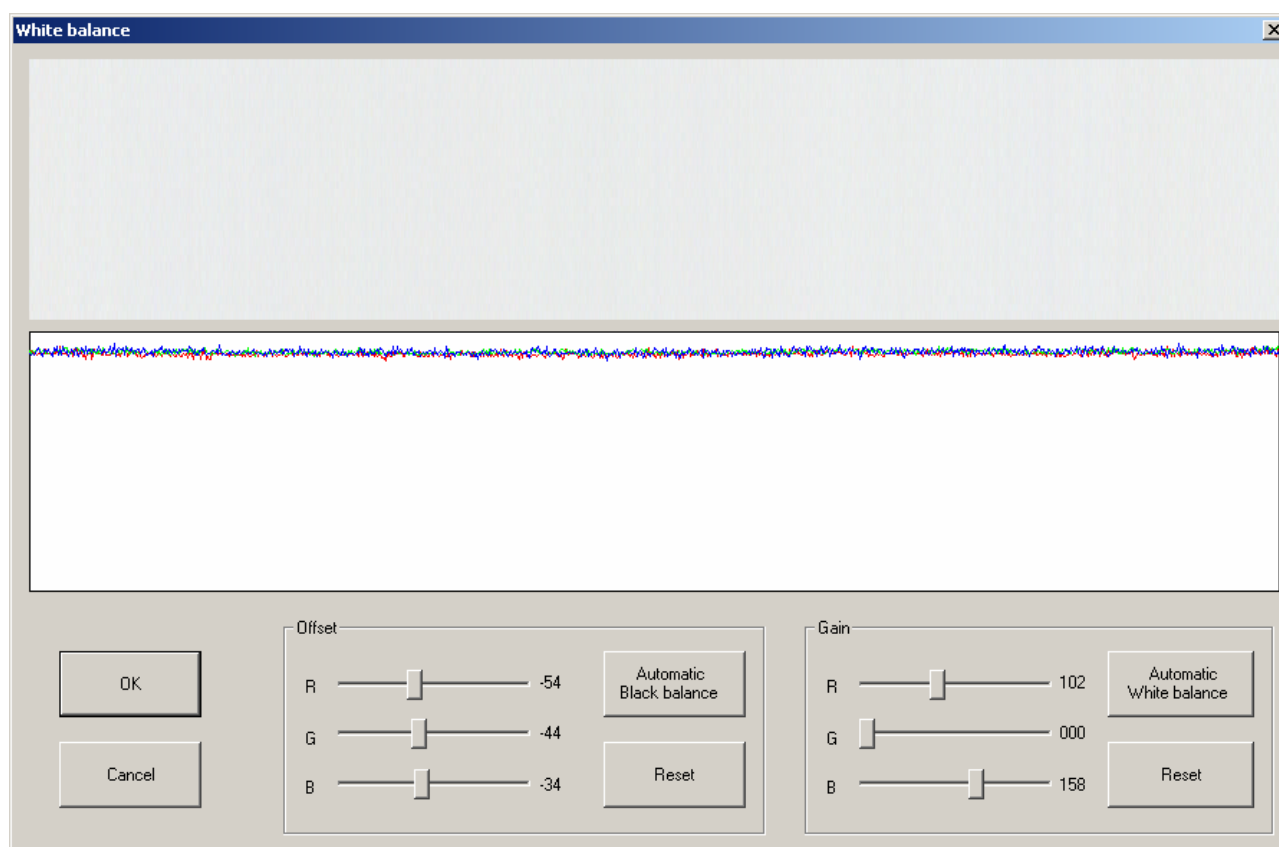 White balance
Offset
R -54
G -44
B -34
Automatic
Black balance
Reset
Gain
R 102
G 000
B 158
Automatic
White balance
Reset
OK
Cancel